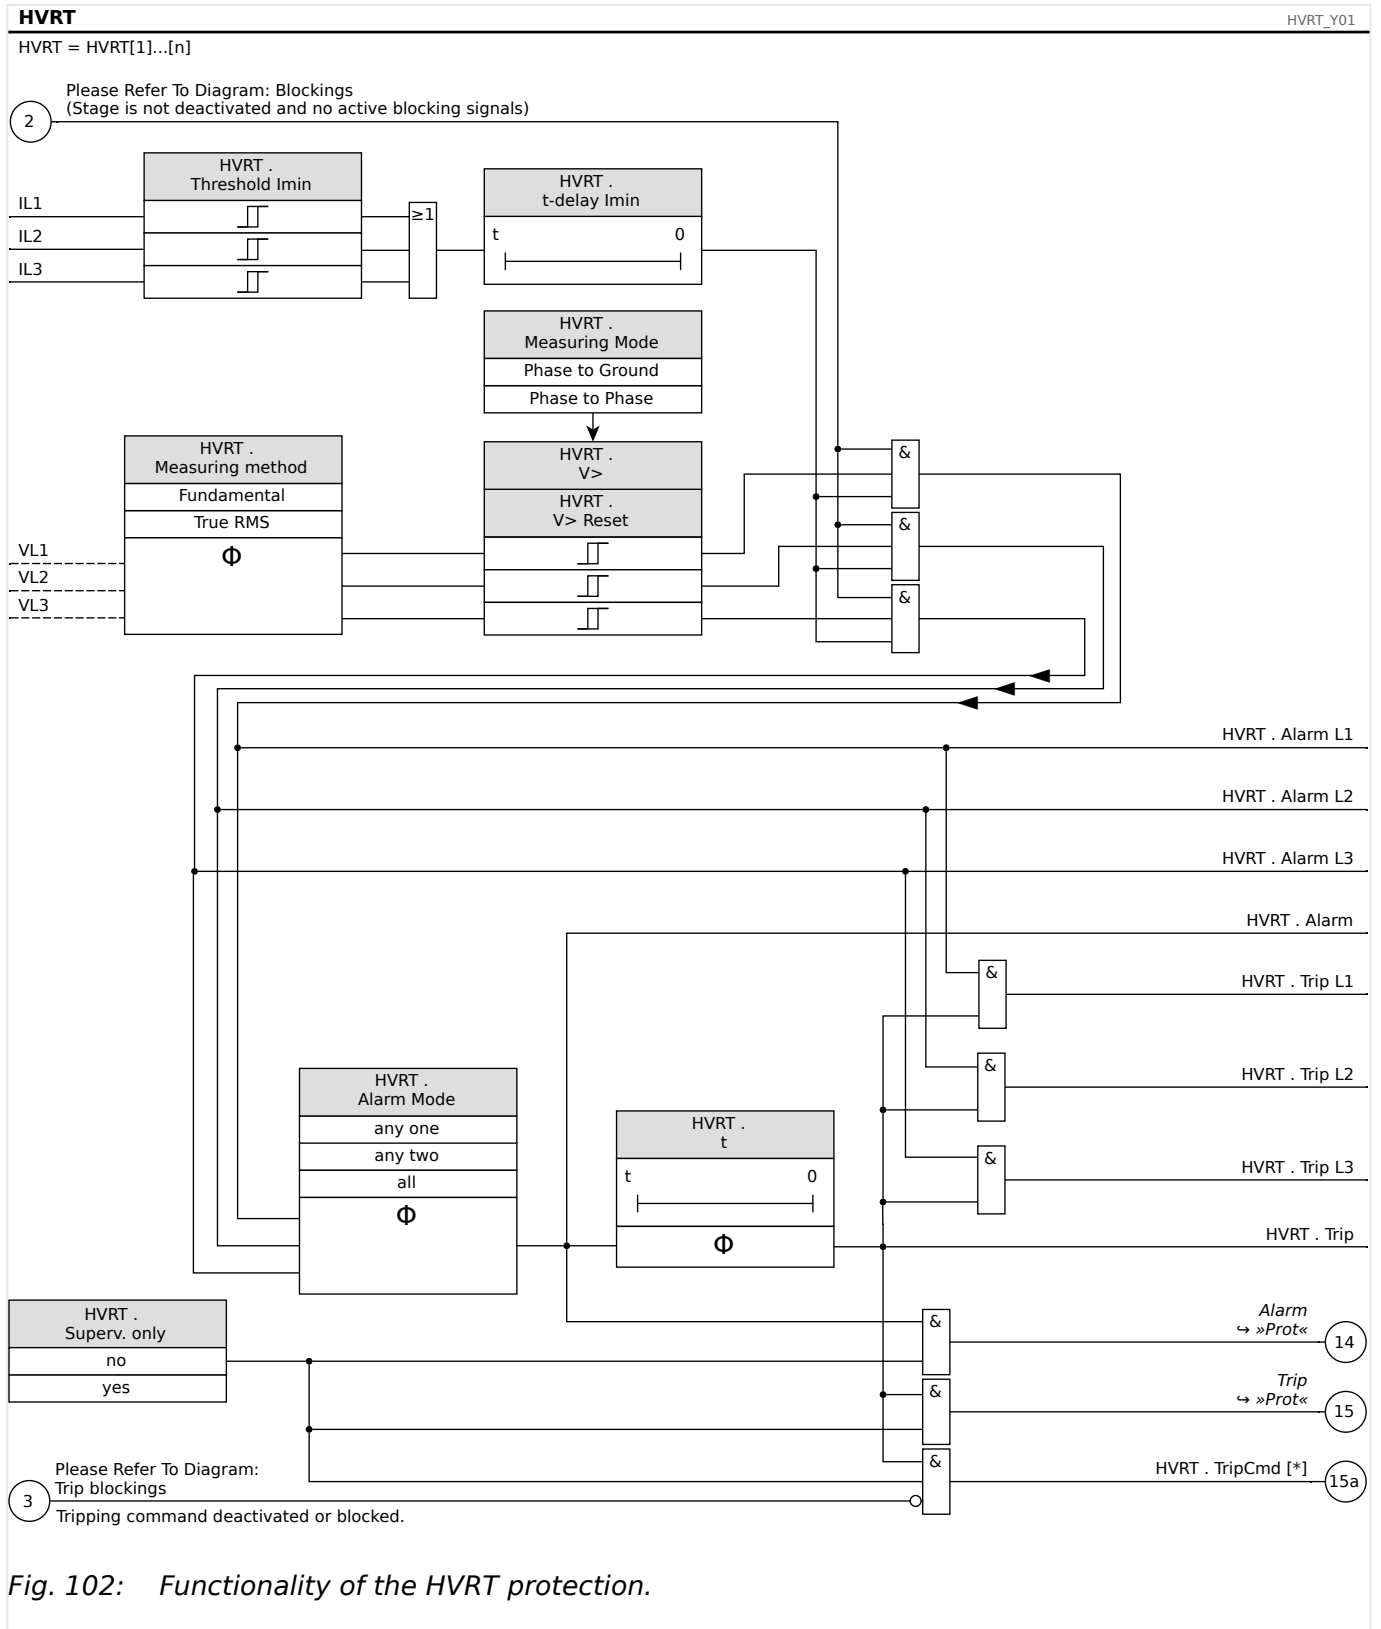 HVRT
HVRT_Y01
HVRT = HVRT[1]...[n]
Please Refer To Diagram: Blockings
(Stage is not deactivated and no active blocking signals)
2
HVRT .
Threshold Imin
IL1
IL2
IL3
≥1
HVRT .
t-delay Imin
t 0
HVRT .
Measuring Mode
Phase to Ground
Phase to Phase
HVRT .
Measuring method
Fundamental
True RMS
Φ
VL1
VL2
VL3
HVRT .
V>
HVRT .
V> Reset
&
&
&
HVRT . Alarm L1
HVRT . Alarm L2
HVRT . Alarm L3
HVRT . Alarm
&
HVRT . Trip L1
&
HVRT . Trip L2
&
HVRT . Trip L3
HVRT .
Alarm Mode
any one
any two
all
Φ
HVRT .
t
t 0
Φ
HVRT . Trip
HVRT .
Superv. only
no
yes
&
Alarm
↪ »Prot«
14
&
Trip
↪ »Prot«
15
&
HVRT . TripCmd [*]
15a
Please Refer To Diagram:
Trip blockings
3
Tripping command deactivated or blocked.
Fig. 102: Functionality of the HVRT protection.